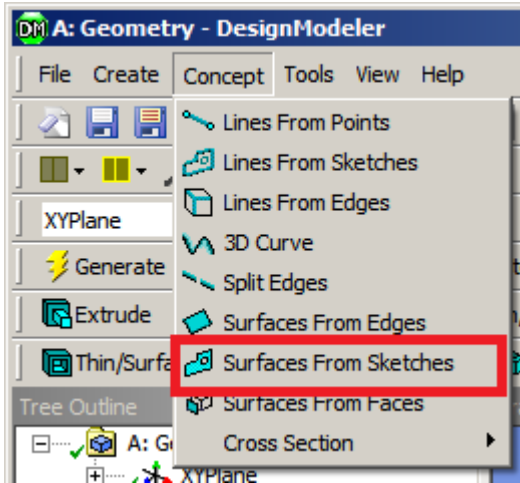 DM A: Geometry - DesignModeler
File Create Concept Tools View Help
Lines From Points
Lines From Sketches
Lines From Edges
XYPlane
3D Curve
Generate
Split Edges
Extrude
Surfaces From Edges
Thin/Surfa
Surfaces From Sketches
Tree Outline
Surfaces From Faces
A: G
Cross Section
XYPlane